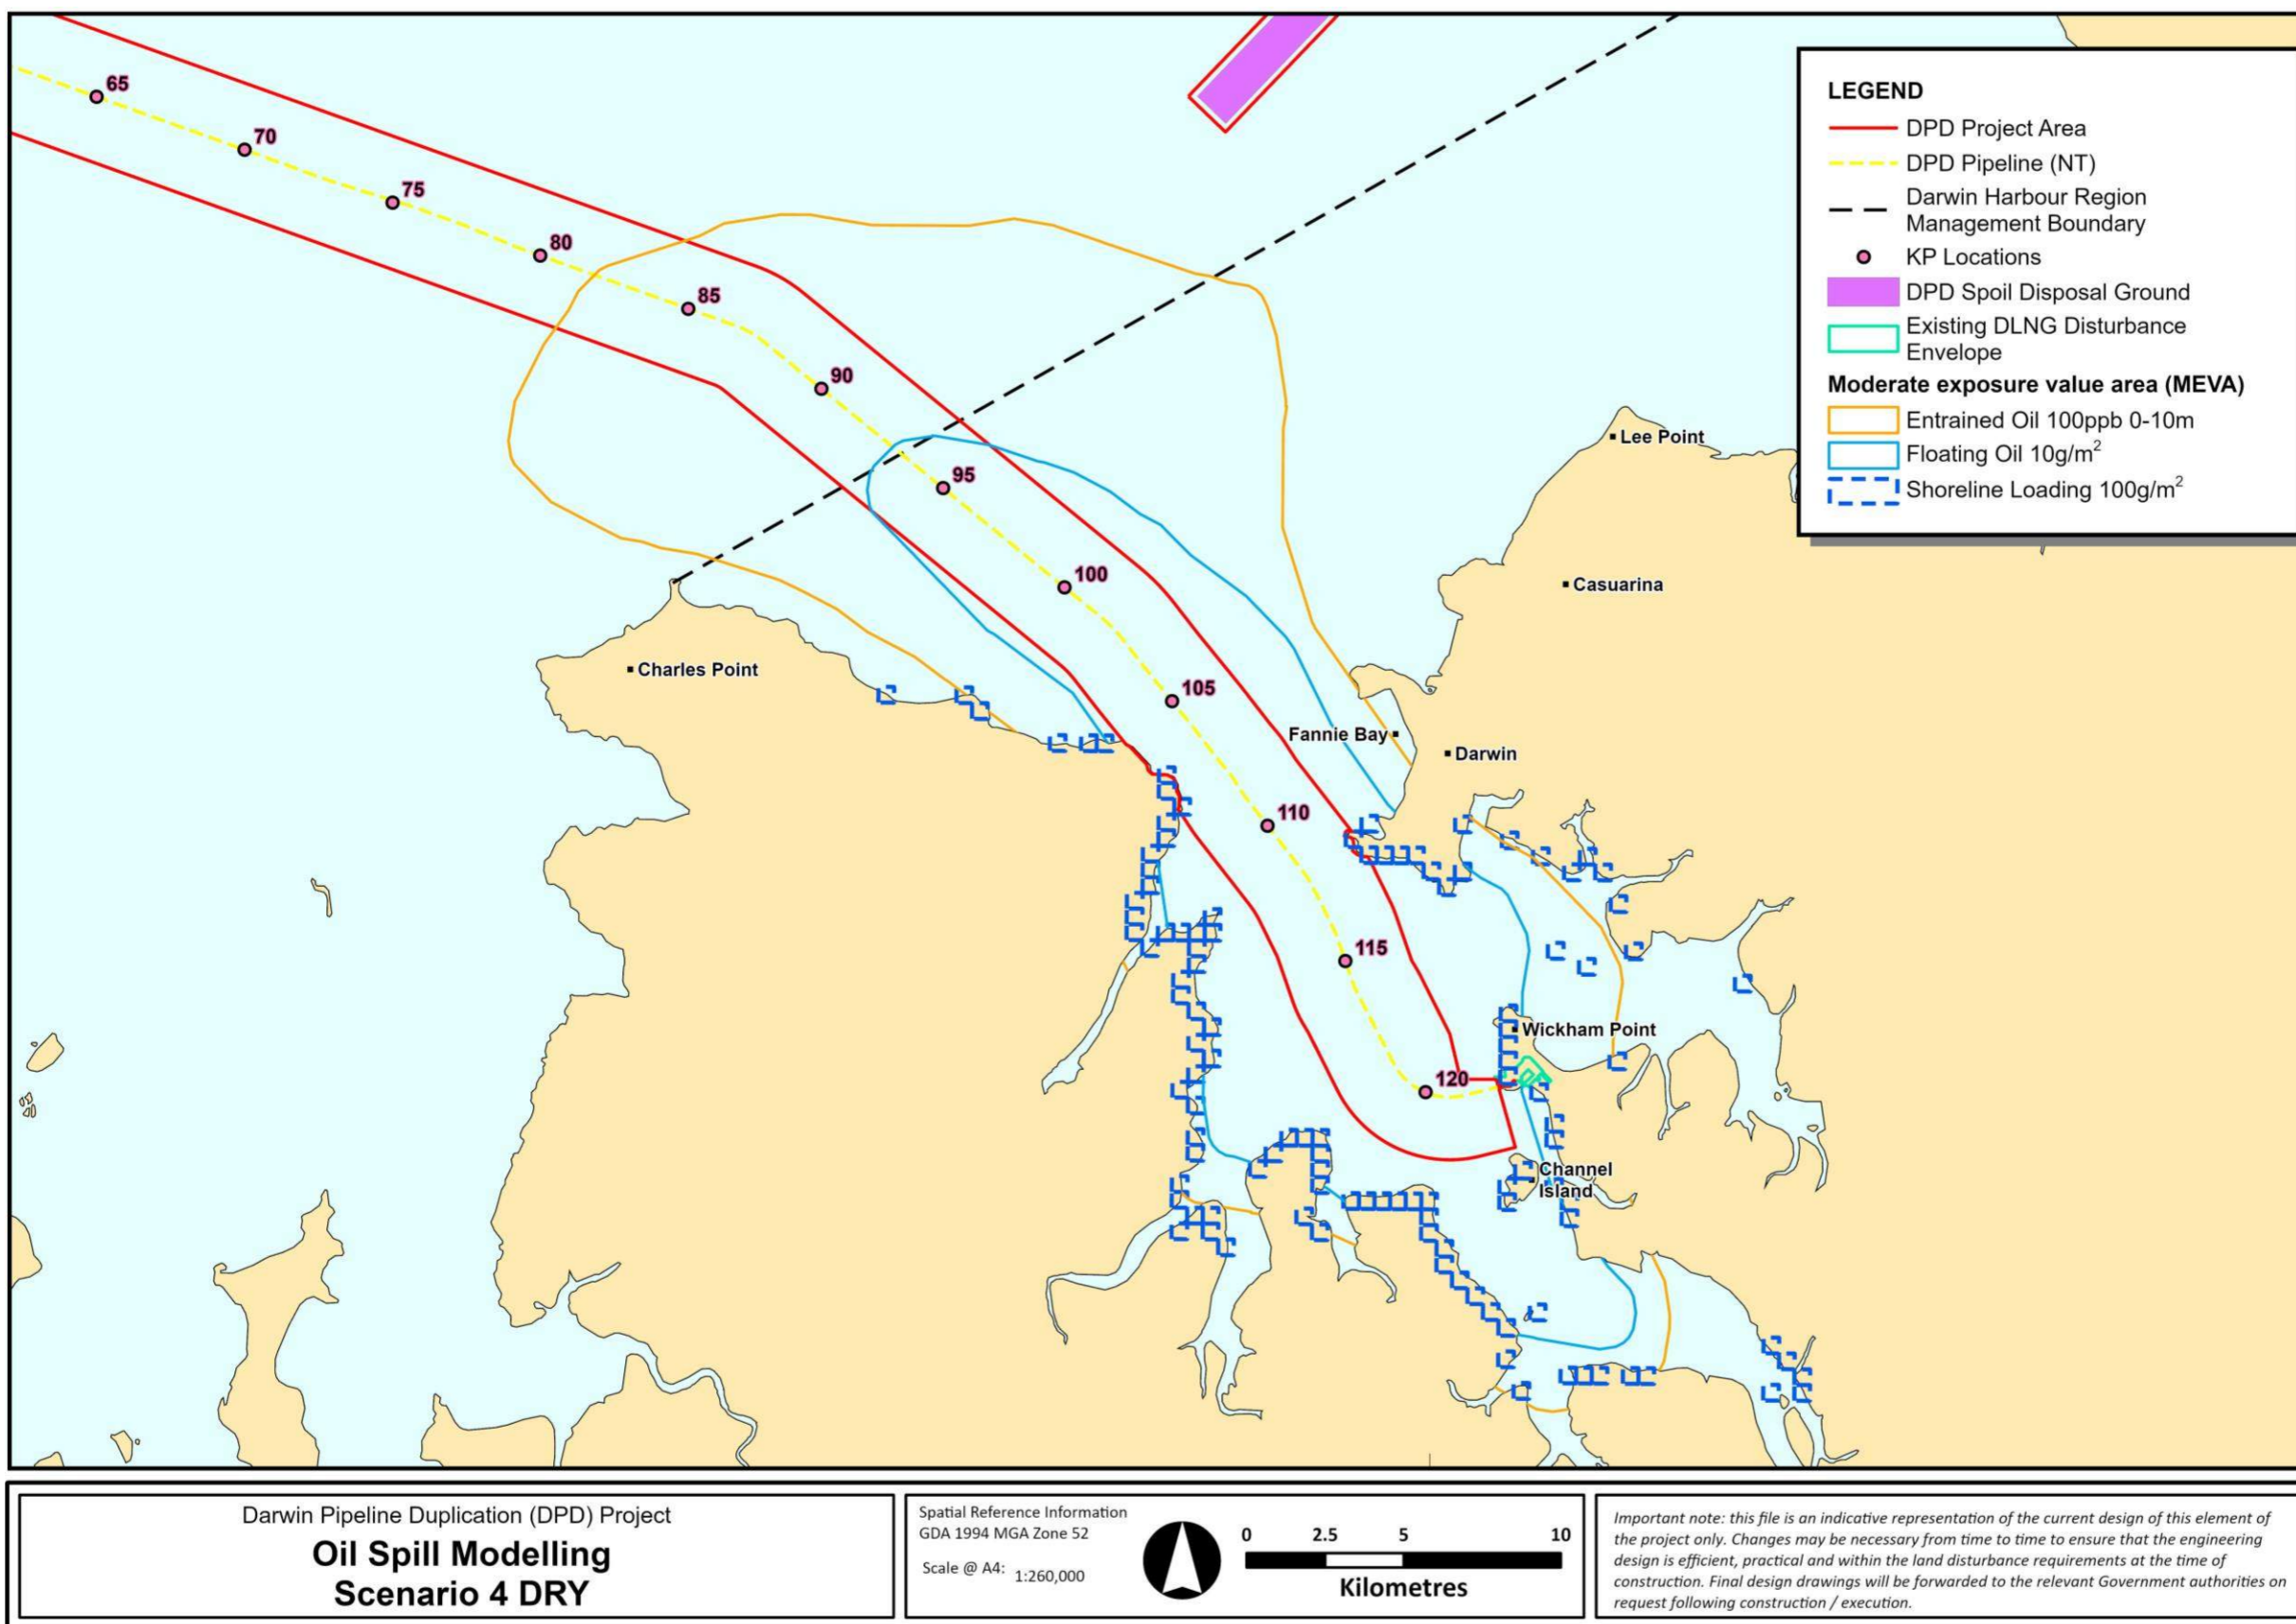 65
70
75
80
85
90
95
100
105
110
115
120
Lee Point
Casuarina
Charles Point
Fannie Bay
Darwin
Wickham Point
Channel
Island
LEGEND
DPD Project Area
DPD Pipeline (NT)
Darwin Harbour Region
Management Boundary
KP Locations
DPD Spoil Disposal Ground
Existing DLNG Disturbance
Envelope
Moderate exposure value area (MEVA)
Entrained Oil 100ppb 0-10m
Floating Oil 10g/m²
Shoreline Loading 100g/m²
Darwin Pipeline Duplication (DPD) Project
Oil Spill Modelling
Scenario 4 DRY
Spatial Reference Information
GDA 1994 MGA Zone 52
Scale @ A4: 1:260,000
0 2.5 5 10
Kilometres
Important note: this file is an indicative representation of the current design of this element of
the project only. Changes may be necessary from time to time to ensure that the engineering
design is efficient, practical and within the land disturbance requirements at the time of
construction. Final design drawings will be forwarded to the relevant Government authorities on
request following construction / execution.